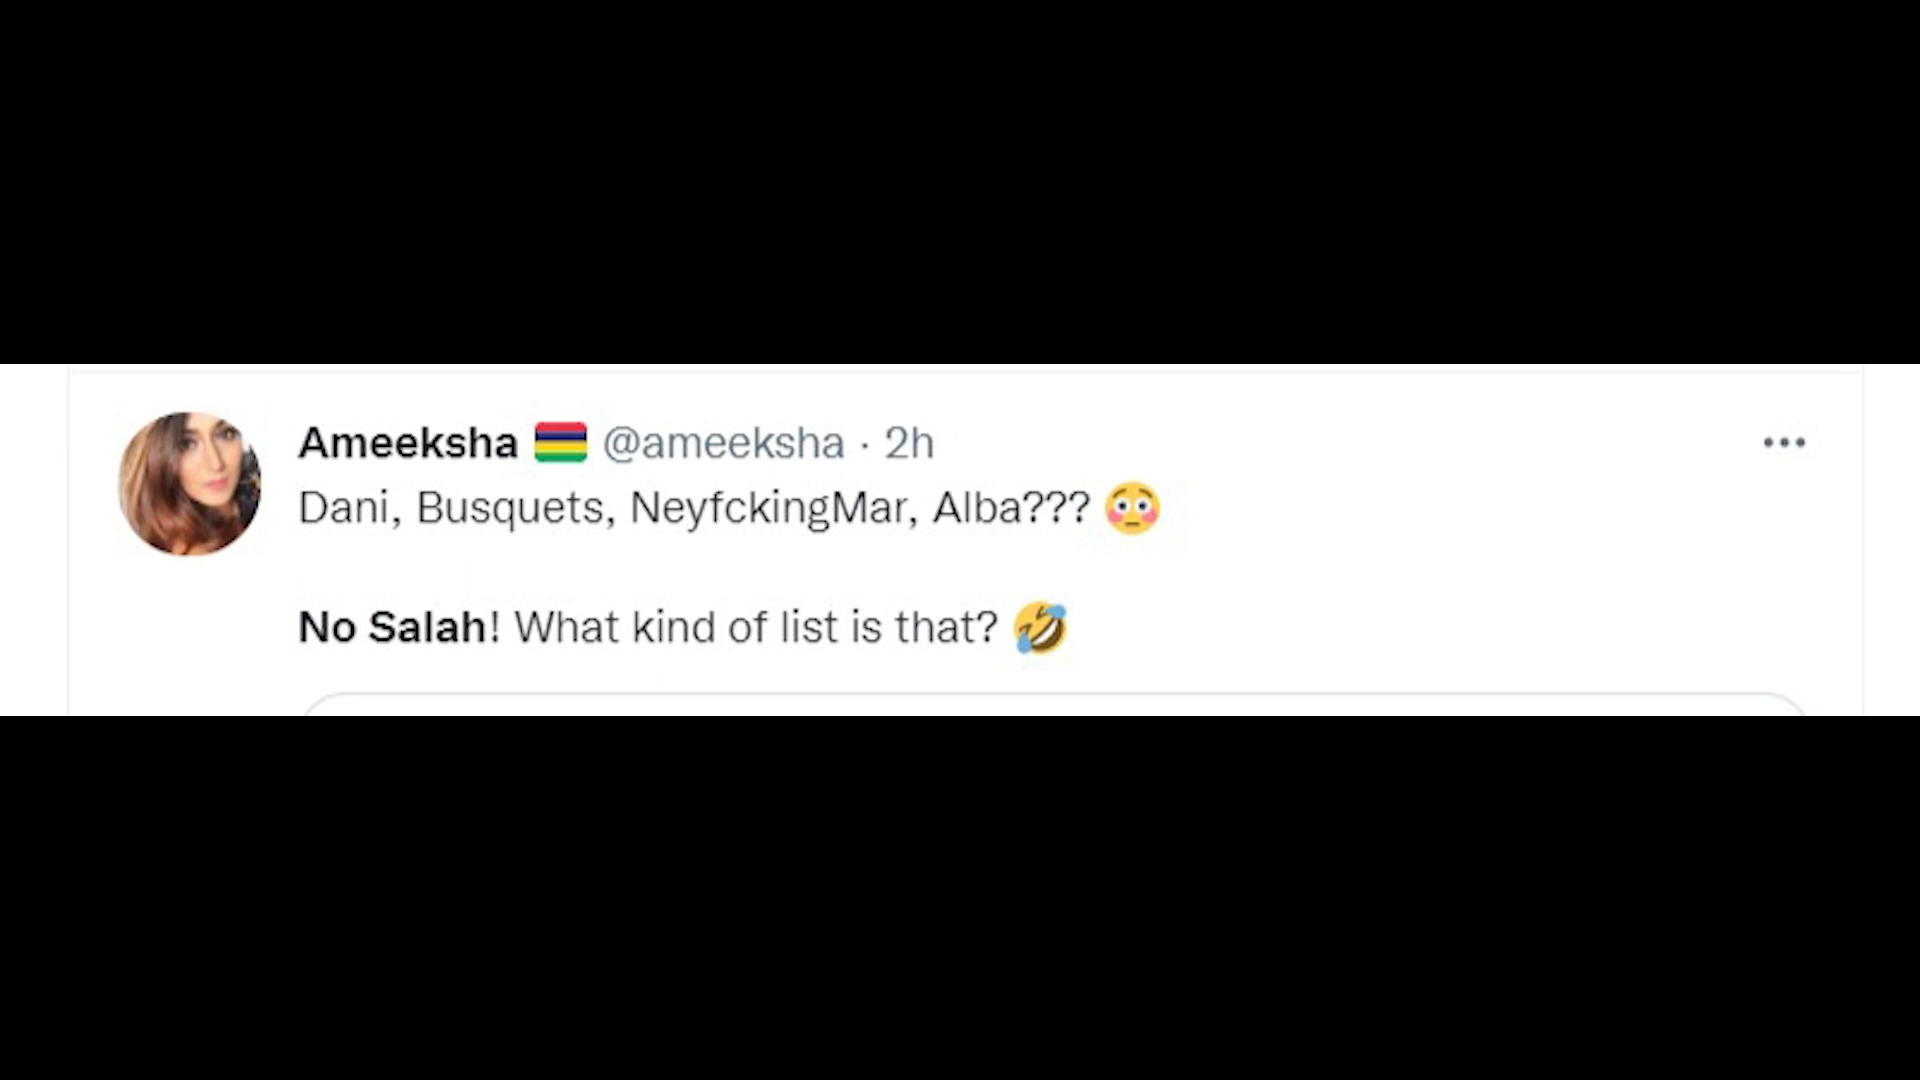 Ameeksha 🇲🇺 @ameeksha · 2h
Dani, Busquets, NeyfckingMar, Alba??? 😳
No Salah! What kind of list is that? 🤣